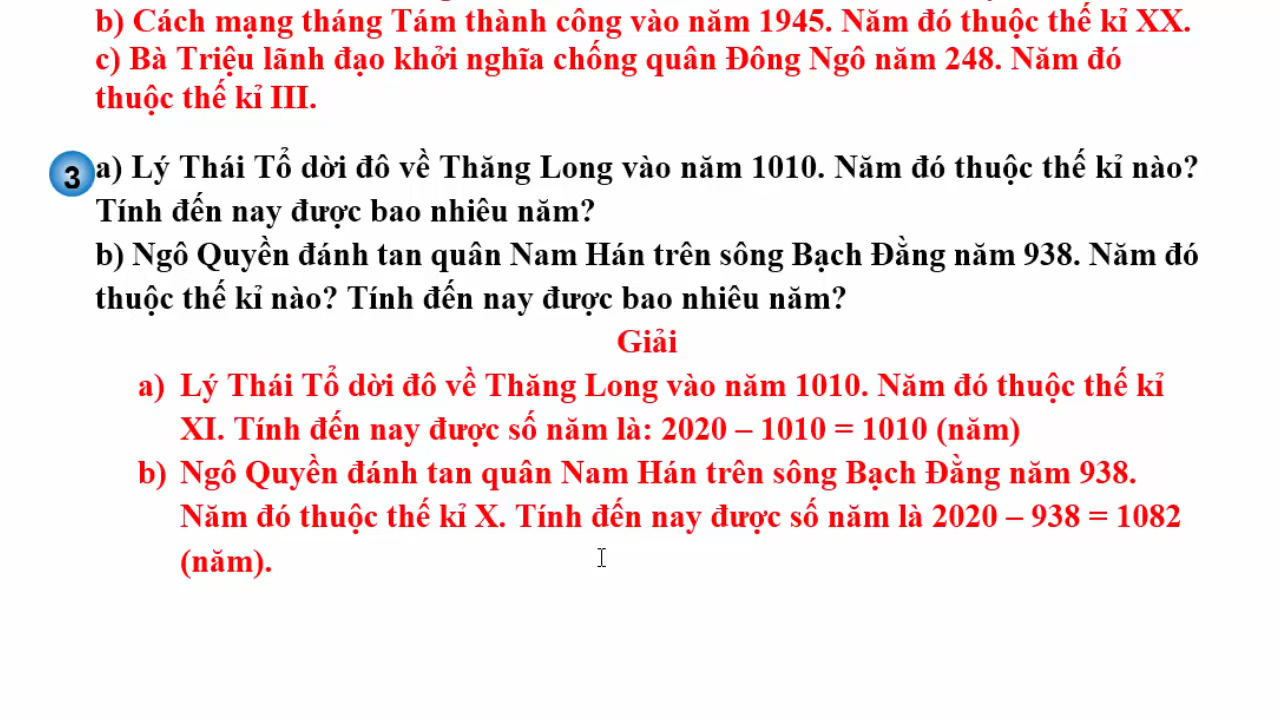 b) Cách mạng tháng Tám thành công vào năm 1945. Năm đó thuộc thế kỉ XX.
c) Bà Triệu lãnh đạo khởi nghĩa chống quân Đông Ngô năm 248. Năm đó
thuộc thế kỉ III.
3 a) Lý Thái Tổ dời đô về Thăng Long vào năm 1010. Năm đó thuộc thế kỉ nào?
Tính đến nay được bao nhiêu năm?
b) Ngô Quyền đánh tan quân Nam Hán trên sông Bạch Đằng năm 938. Năm đó
thuộc thế kỉ nào? Tính đến nay được bao nhiêu năm?
Giải
a) Lý Thái Tổ dời đô về Thăng Long vào năm 1010. Năm đó thuộc thế kỉ
XI. Tính đến nay được số năm là: 2020 – 1010 = 1010 (năm)
b) Ngô Quyền đánh tan quân Nam Hán trên sông Bạch Đằng năm 938.
Năm đó thuộc thế kỉ X. Tính đến nay được số năm là 2020 – 938 = 1082
(năm).